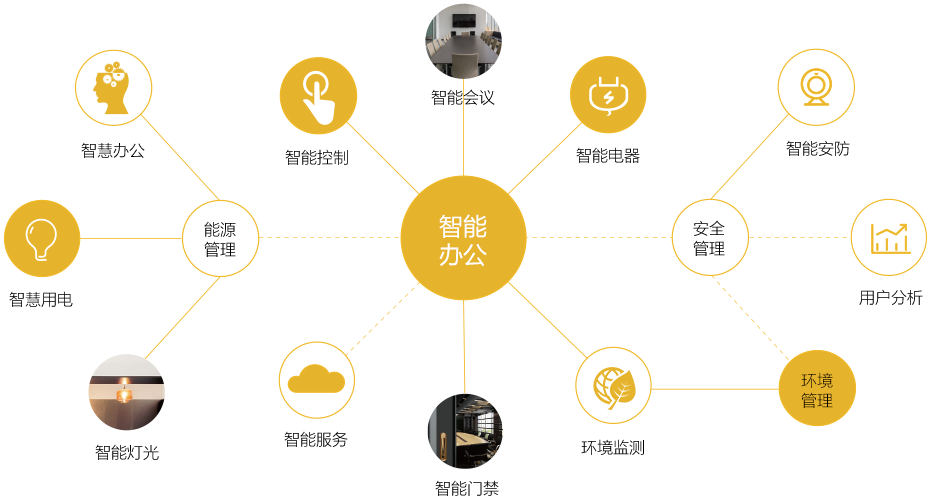 智能会议
智慧办公
智能控制
智能电器
智能安防
能源
管理
智能
办公
安全
管理
智慧用电
用户分析
环境
管理
智能灯光
智能服务
环境监测
智能门禁